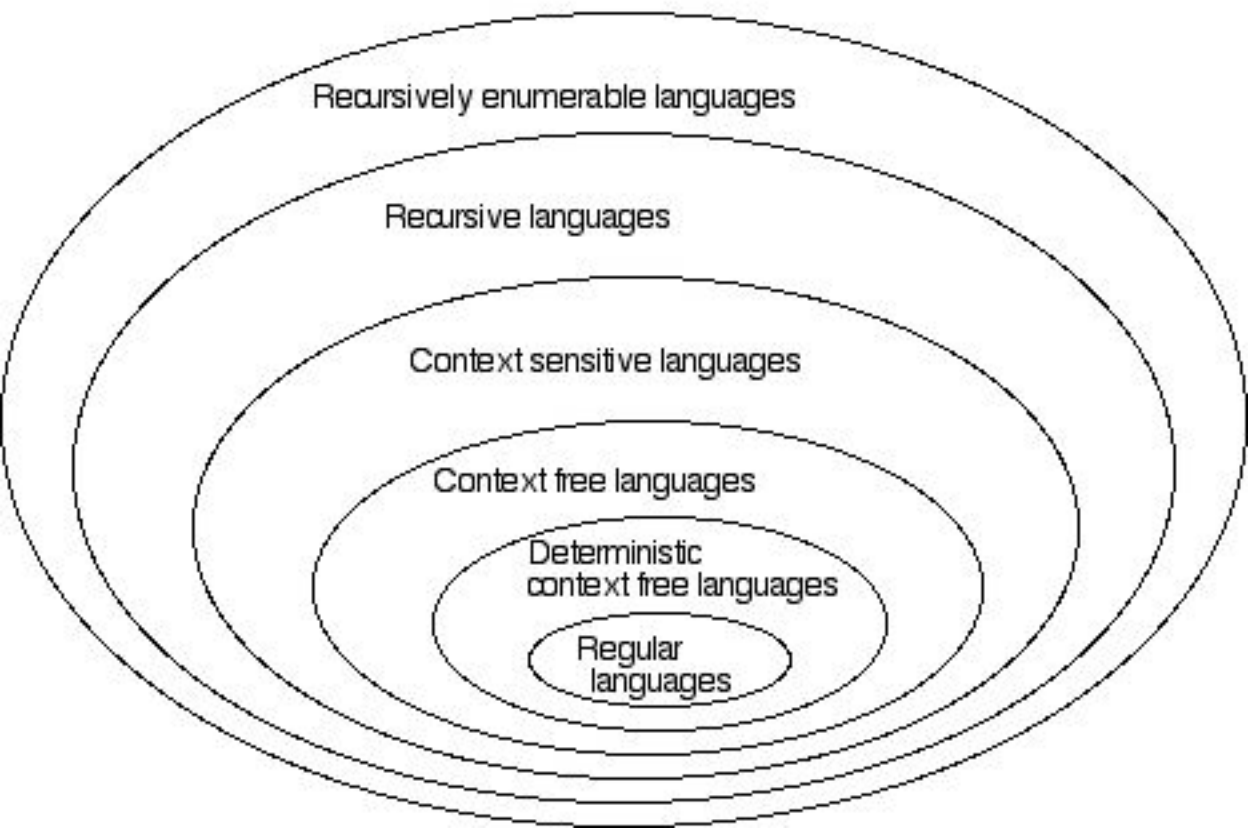 Recursively enumerable languages
Recursive languages
Context sensitive languages
Context free languages
Deterministic
context free languages
Regular
languages